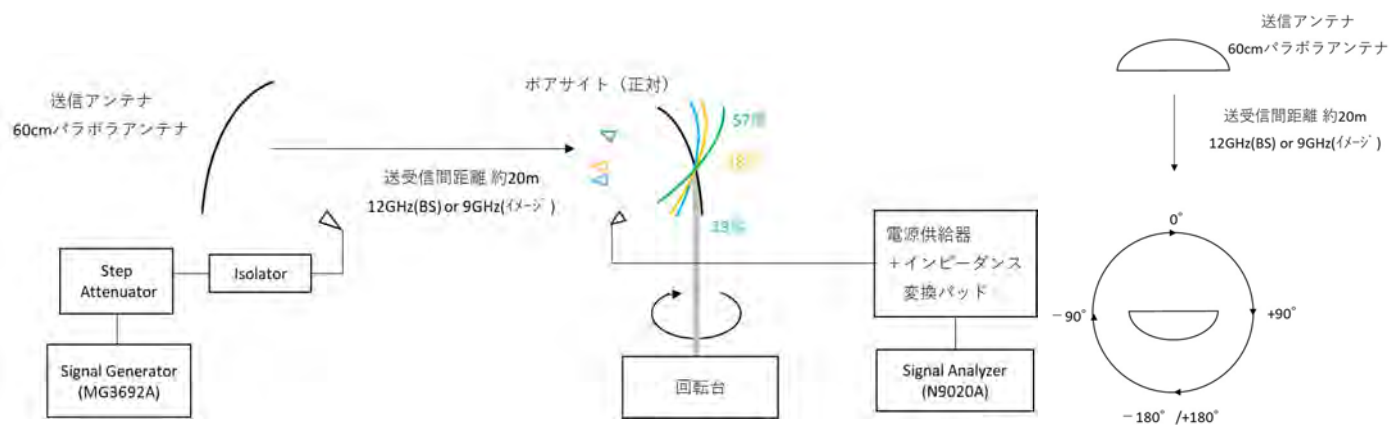 送信アンテナ
60cmパラボラアンテナ
ボアサイト（正対）
57度
送受信間距離 約20m
12GHz(BS) or 9GHz(ｲﾒｰｼﾞ)
Step
Attenuator
Isolator
Signal Generator
(MG3692A)
電源供給器
＋インピーダンス
変換パッド
Signal Analyzer
(N9020A)
回転台
送信アンテナ
60cmパラボラアンテナ
送受信間距離 約20m
12GHz(BS) or 9GHz(ｲﾒｰｼﾞ)
0°
－90°
+90°
－180° /+180°